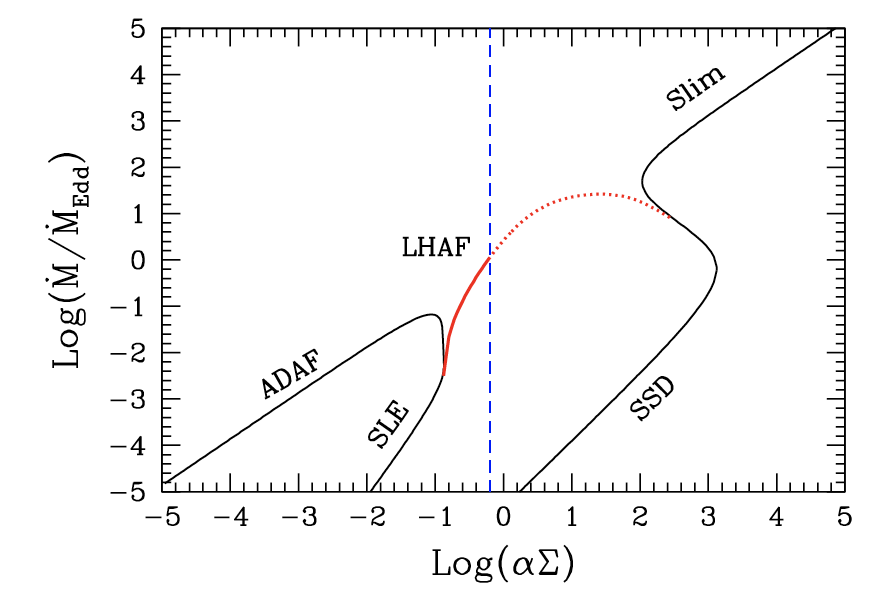 5
4
3
2
1
0
−1
−2
−3
−4
−5
Log(Ṁ/Ṁ_Edd)
Slim
LHAF
ADAF
SLE
SSD
−5 −4 −3 −2 −1 0 1 2 3 4 5
Log(αΣ)